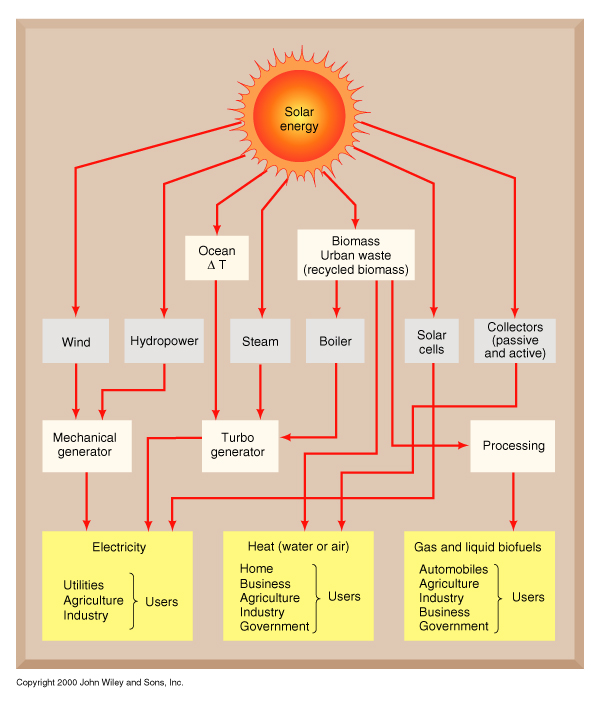 Solar
energy
Ocean
Δ T
Biomass
Urban waste
(recycled biomass)
Wind
Hydropower
Steam
Boiler
Solar
cells
Collectors
(passive
and active)
Mechanical
generator
Turbo
generator
Processing
Electricity
Utilities
Agriculture
Industry
Users
Heat (water or air)
Home
Business
Agriculture
Industry
Government
Users
Gas and liquid biofuels
Automobiles
Agriculture
Industry
Business
Government
Users
Copyright 2000 John Wiley and Sons, Inc.